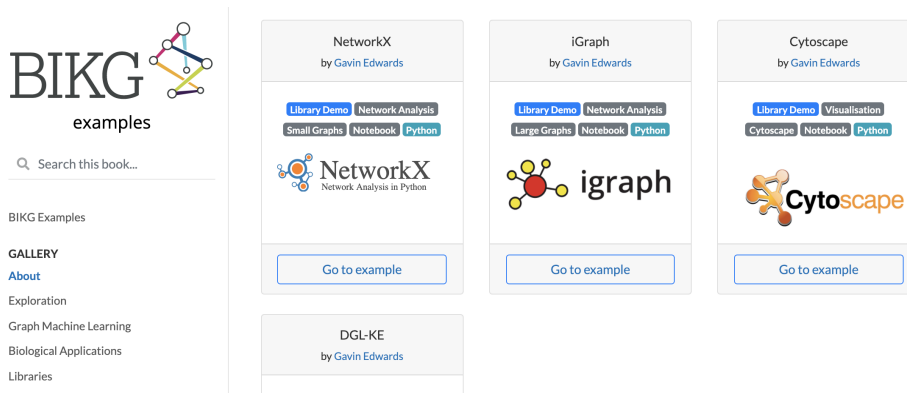 BIKG
examples
Search this book...
BIKG Examples
GALLERY
About
Exploration
Graph Machine Learning
Biological Applications
Libraries
NetworkX
by Gavin Edwards
Library Demo Network Analysis
Small Graphs Notebook Python
NetworkX
Network Analysis in Python
Go to example
iGraph
by Gavin Edwards
Library Demo Network Analysis
Large Graphs Notebook Python
igraph
Go to example
Cytoscape
by Gavin Edwards
Library Demo Visualisation
Cytoscape Notebook Python
Cytoscape
Go to example
DGL-KE
by Gavin Edwards